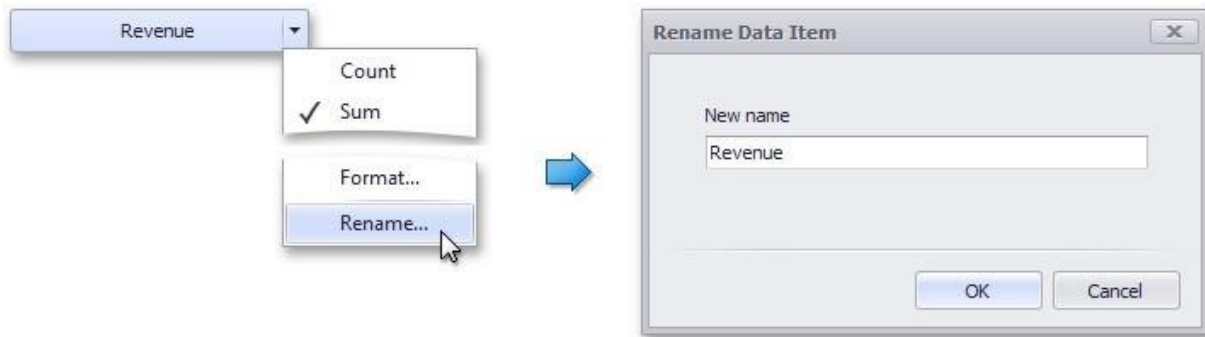 Revenue
Count
Sum
Format...
Rename...
Rename Data Item
New name
Revenue
OK
Cancel